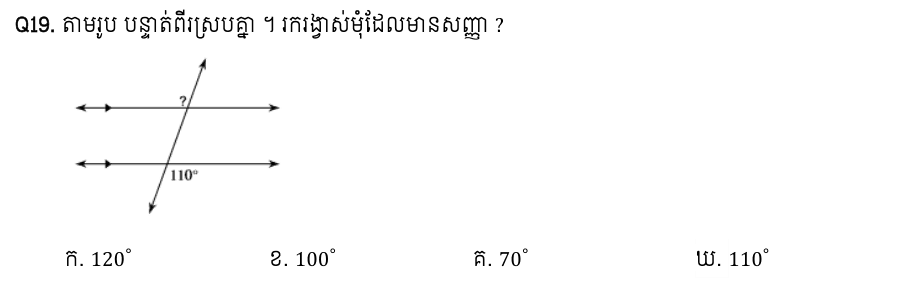 Q19. តាមរូប បន្ទាត់ពីរស្របគ្នា ។ រករង្វាស់មុំដែលមានសញ្ញា ?
?
110°
ក. 120° ខ. 100° គ. 70° ឃ. 110°